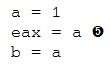 a = 1
eax = a ❺
b = a